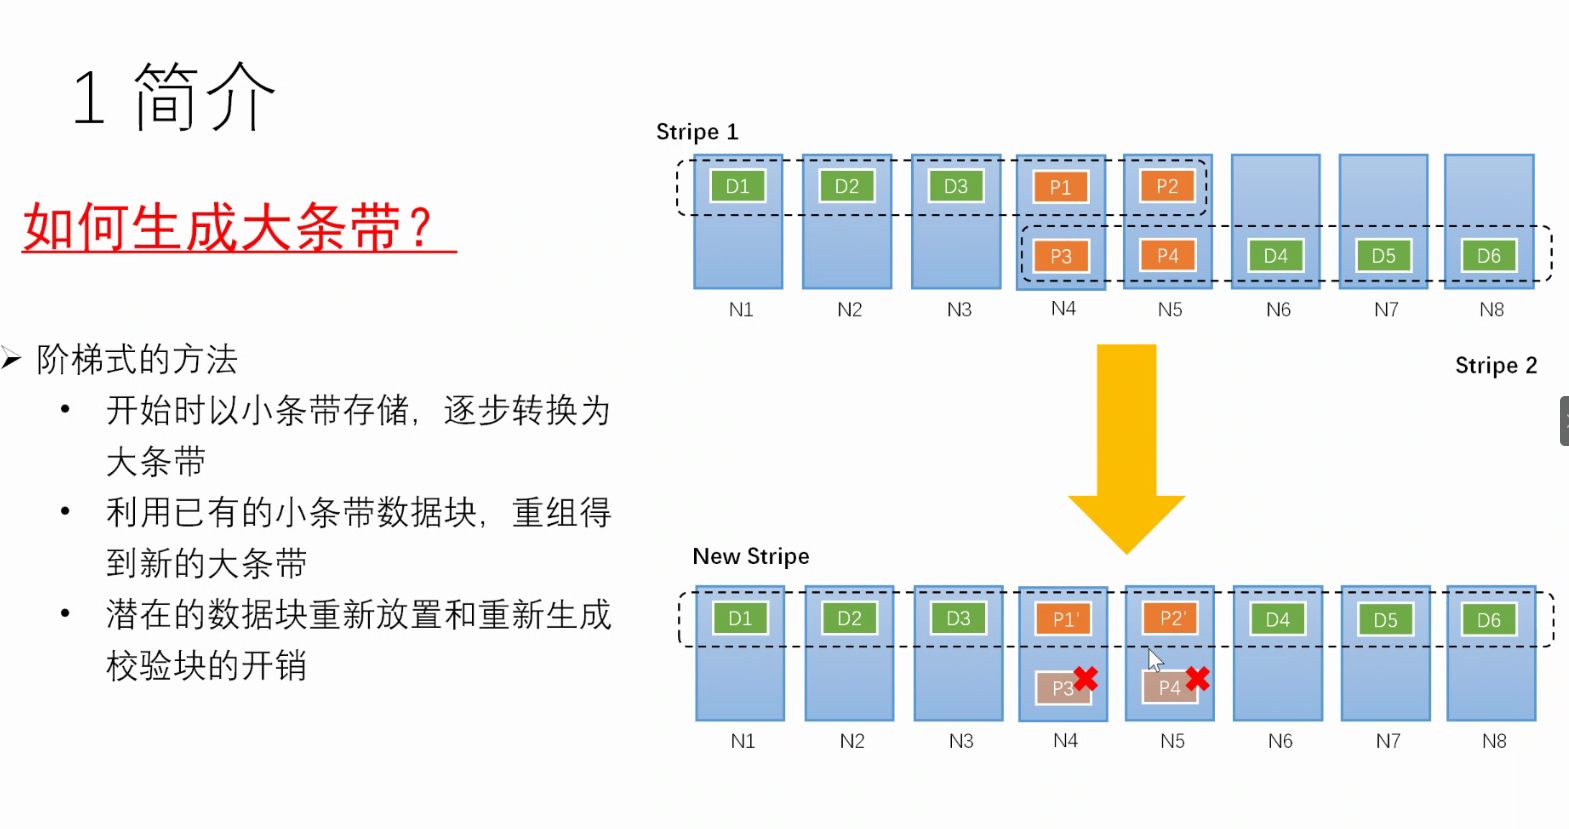 1 简介
如何生成大条带?
阶梯式的方法
开始时以小条带存储，逐步转换为
大条带
利用已有的小条带数据块，重组得
到新的大条带
潜在的数据块重新放置和重新生成
校验块的开销
Stripe 1
D1 D2 D3 P1 P2
P3 P4 D4 D5 D6
N1 N2 N3 N4 N5 N6 N7 N8
Stripe 2
New Stripe
D1 D2 D3 P1' P2' D4 D5 D6
P3 P4
N1 N2 N3 N4 N5 N6 N7 N8